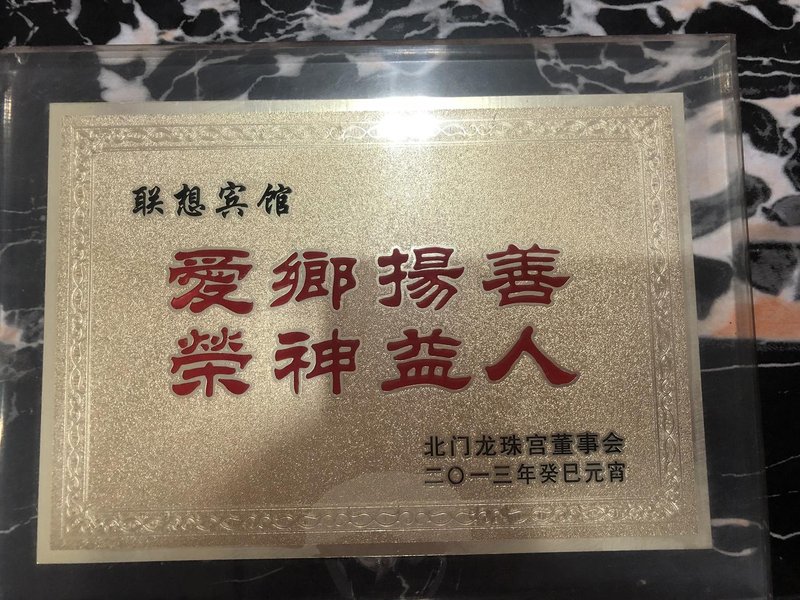 联想宾馆
愛鄉揚善
榮神益人
北门龙珠宫董事会
二〇一三年癸巳元宵